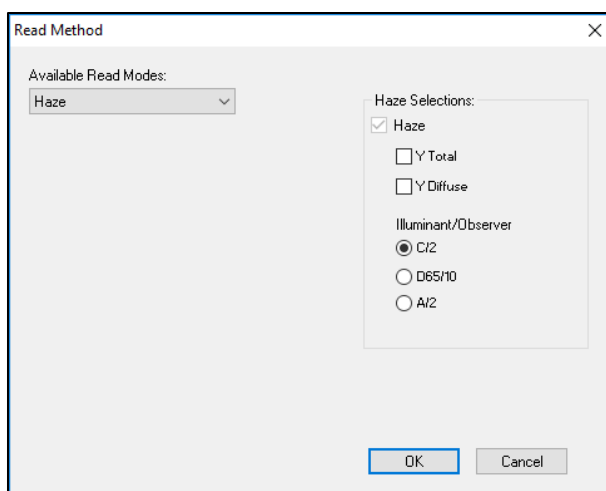 Read Method
Available Read Modes:
Haze
Haze Selections:
Haze
Y Total
Y Diffuse
Illuminant/Observer
C/2
D65/10
A/2
OK
Cancel